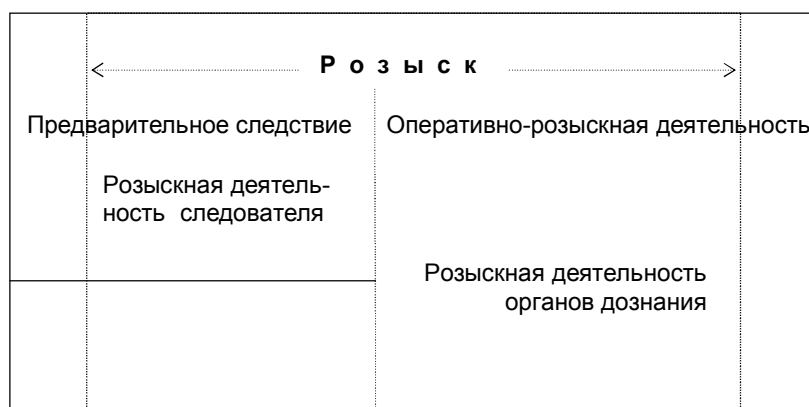 Р о з ы с к
Предварительное следствие
Оперативно-розыскная деятельность
Розыскная деятель-
ность следователя
Розыскная деятельность
органов дознания